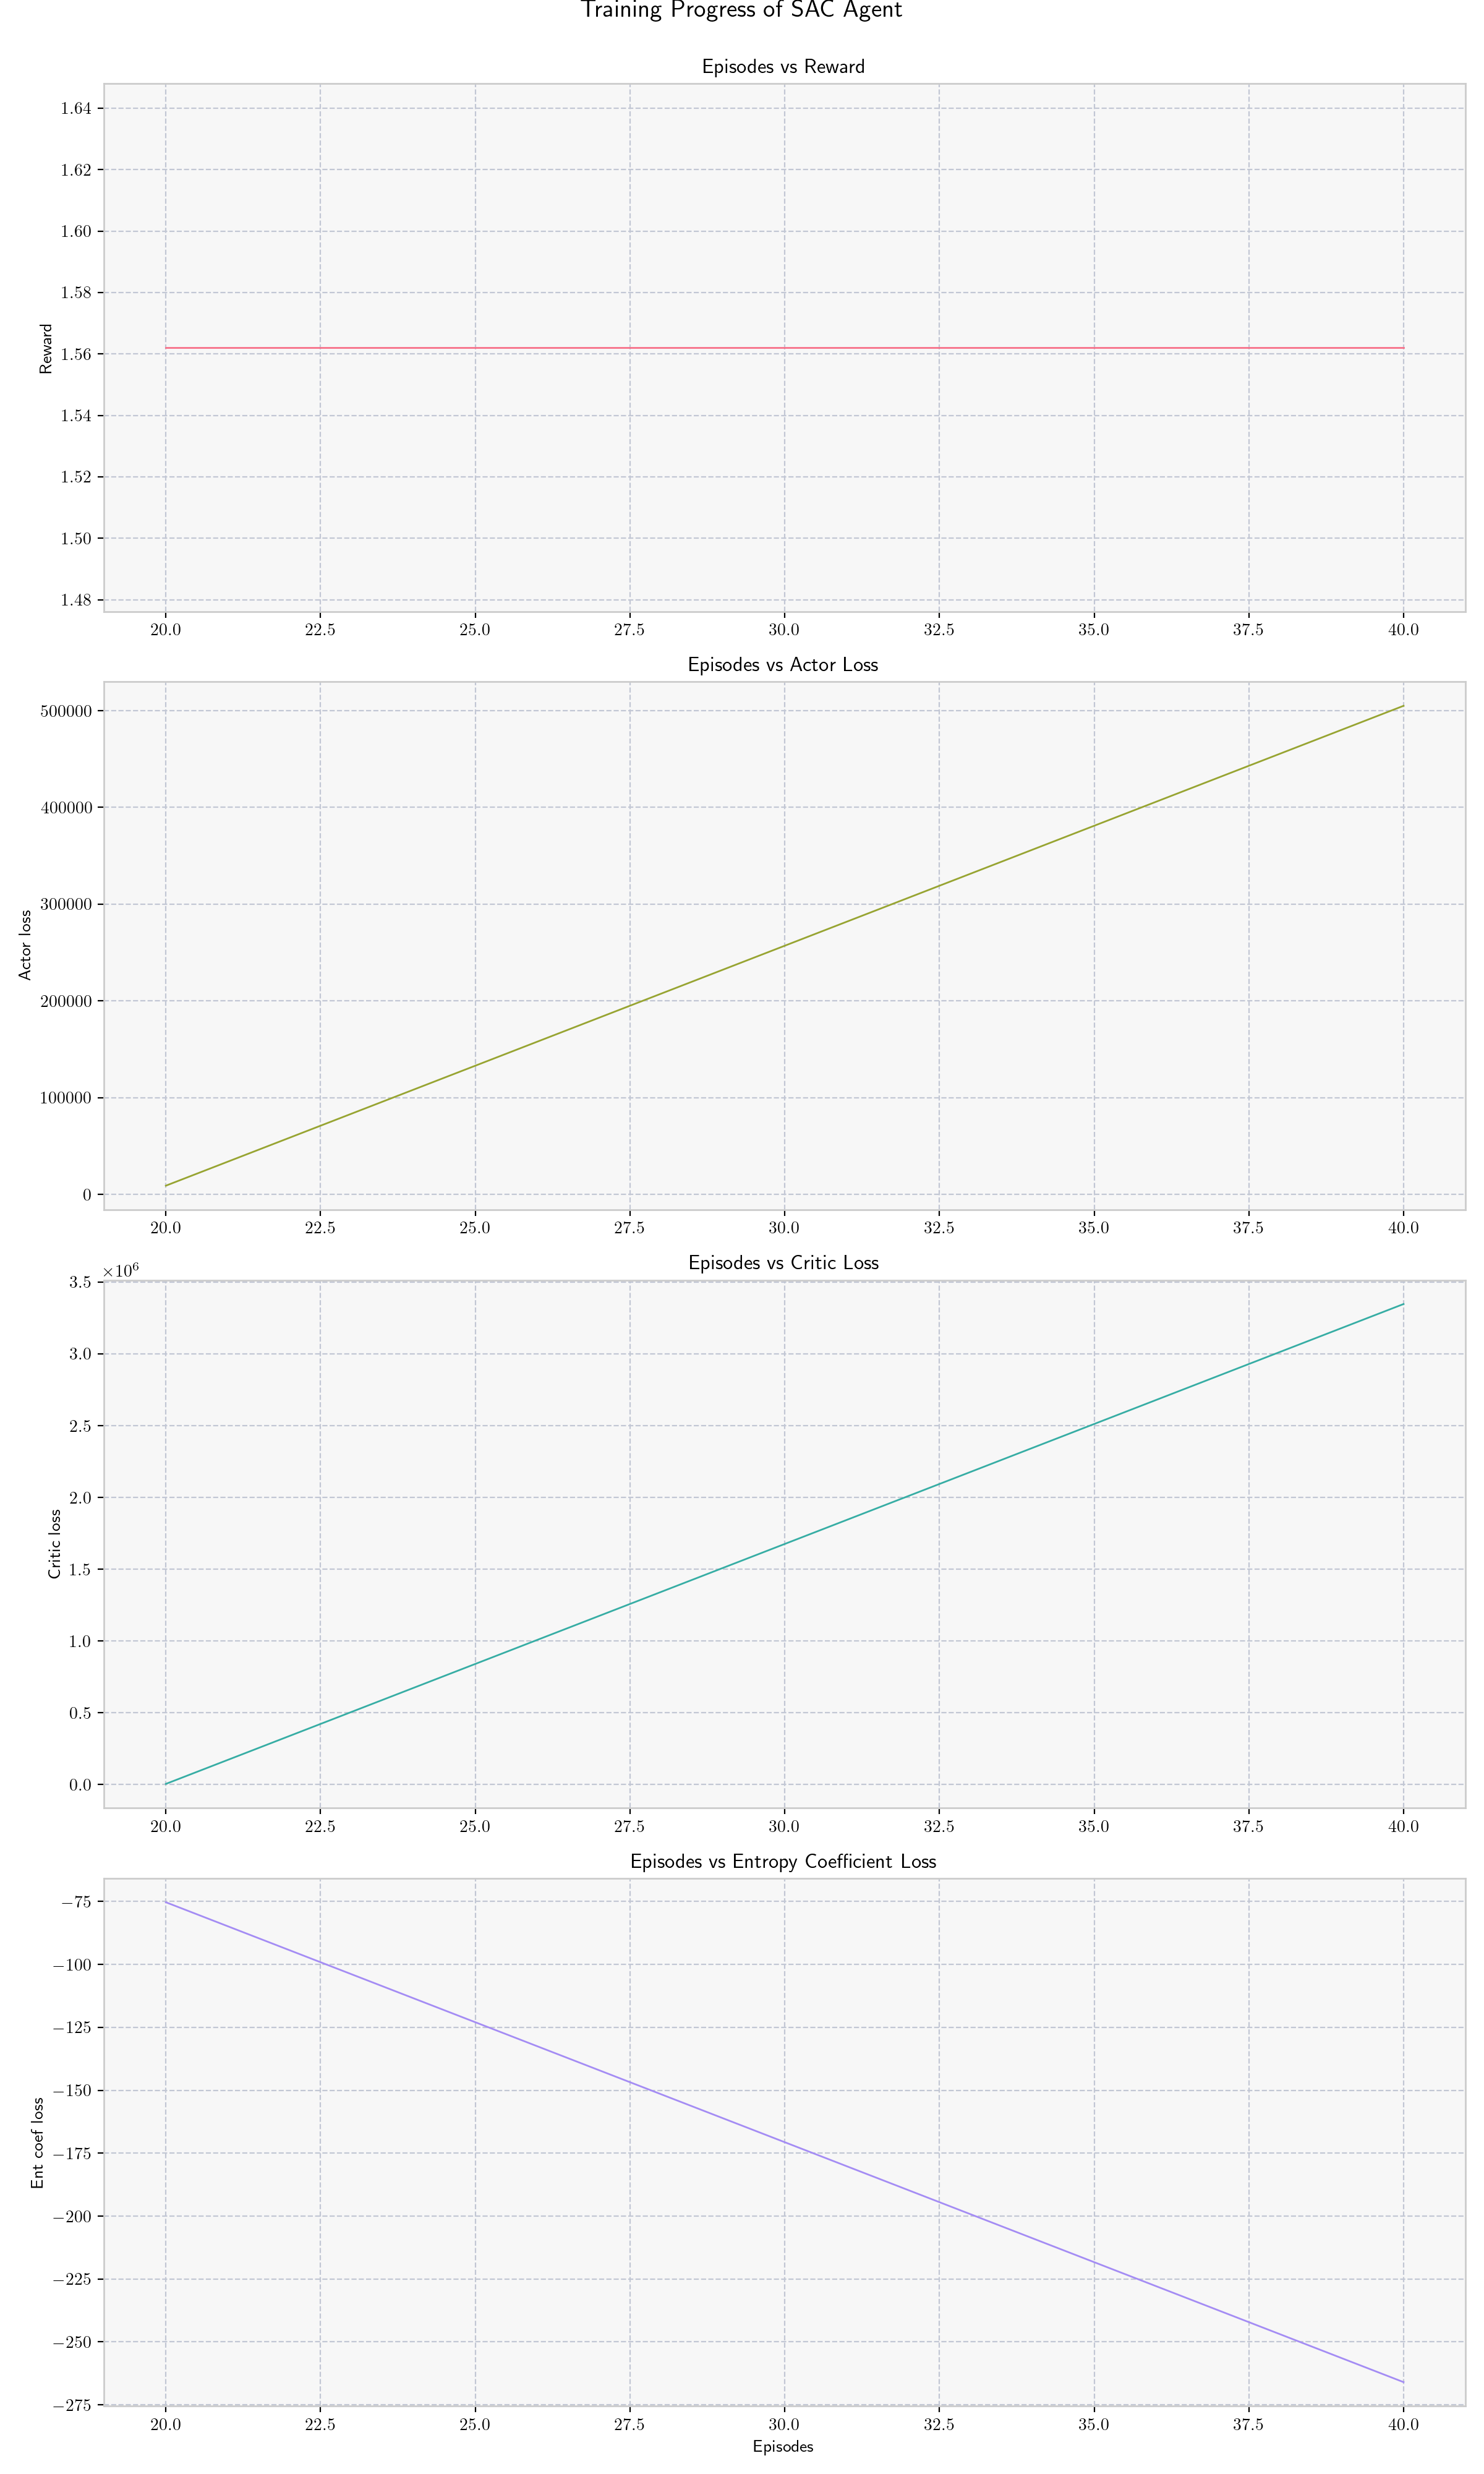 Training Progress of SAC Agent
Episodes vs Reward
1.64
1.62
1.60
1.58
1.56
1.54
1.52
1.50
1.48
Reward
20.0 22.5 25.0 27.5 30.0 32.5 35.0 37.5 40.0
Episodes vs Actor Loss
500000
400000
300000
200000
100000
0
Actor loss
20.0 22.5 25.0 27.5 30.0 32.5 35.0 37.5 40.0
Episodes vs Critic Loss
×10⁶
3.5
3.0
2.5
2.0
1.5
1.0
0.5
0.0
Critic loss
20.0 22.5 25.0 27.5 30.0 32.5 35.0 37.5 40.0
Episodes vs Entropy Coefficient Loss
−75
−100
−125
−150
−175
−200
−225
−250
−275
Ent coef loss
20.0 22.5 25.0 27.5 30.0 32.5 35.0 37.5 40.0
Episodes